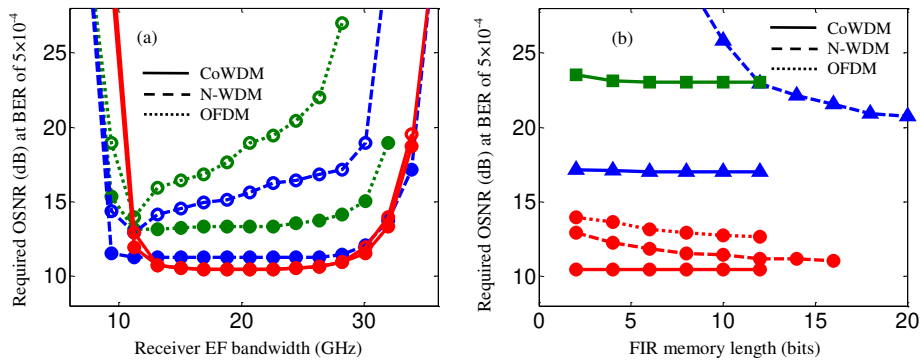 Required OSNR (dB) at BER of 5×10⁻⁴
25
20
15
10
(a)
CoWDM
N-WDM
OFDM
10
20
30
Receiver EF bandwidth (GHz)
Required OSNR (dB) at BER of 5×10⁻⁴
25
20
15
10
(b)
CoWDM
N-WDM
OFDM
0
5
10
15
20
FIR memory length (bits)